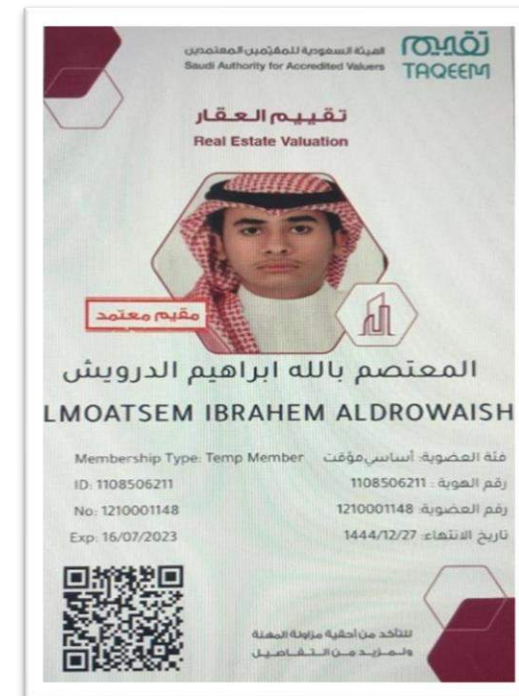 الهيئة السعودية للمقيمين المعتمدين
Saudi Authority for Accredited Valuers
تقييم
TAQEEM
تقييم العقار
Real Estate Valuation
مقيم معتمد
المعتصم بالله ابراهيم الدرويش
LMOATSEM IBRAHEM ALDROWAISH
فئة العضوية: أساسي مؤقت
Membership Type: Temp Member
رقم الهوية : 1108506211
ID: 1108506211
رقم العضوية: 1210001148
No: 1210001148
تاريخ الانتهاء: 1444/12/27
Exp: 16/07/2023
للتأكد من أحقية مزاولة المهنة
ولـمـزيـد مـن الـتـفـاصـيـل